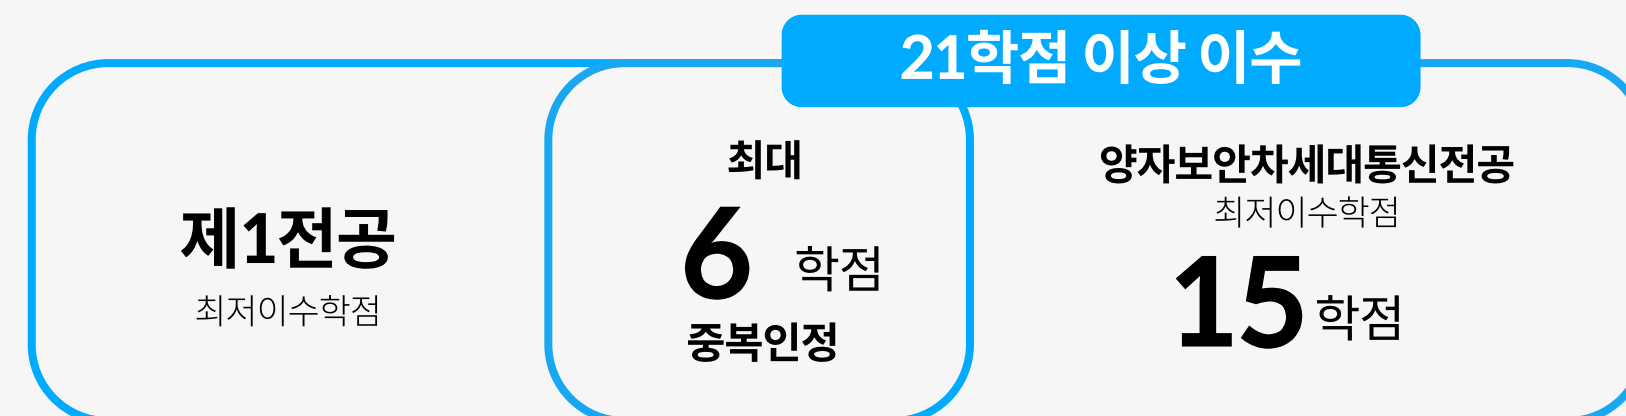 21학점 이상 이수
제1전공
최저이수학점
최대
6 학점
중복인정
양자보안차세대통신전공
최저이수학점
15 학점